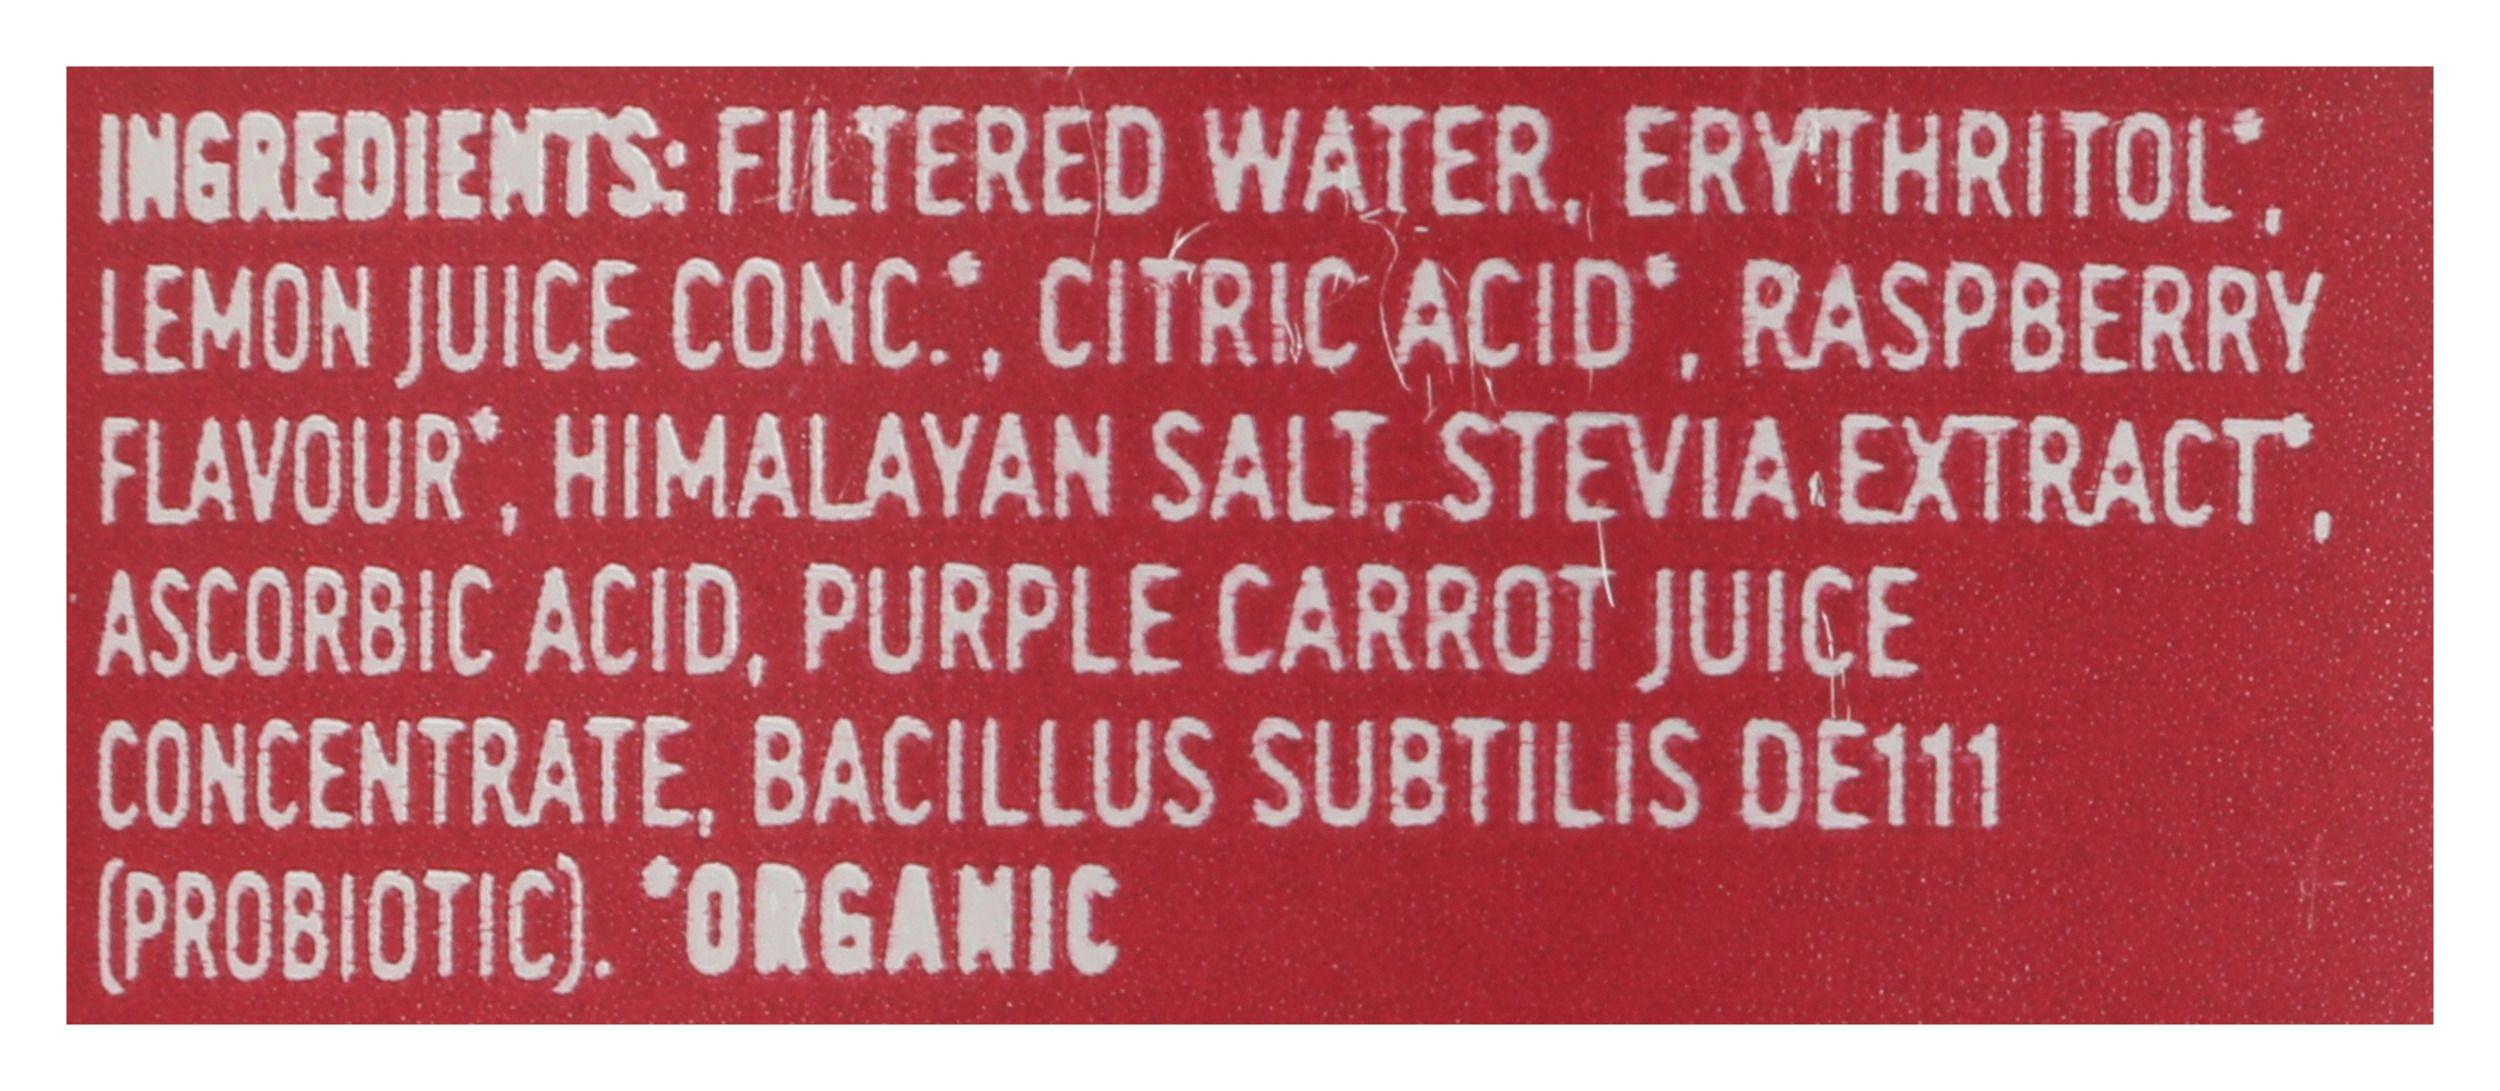 INGREDIENTS: FILTERED WATER, ERYTHRITOL*,
LEMON JUICE CONC.*, CITRIC ACID*, RASPBERRY
FLAVOUR*, HIMALAYAN SALT, STEVIA EXTRACT*,
ASCORBIC ACID, PURPLE CARROT JUICE
CONCENTRATE, BACILLUS SUBTILIS DE111
(PROBIOTIC). *ORGANIC